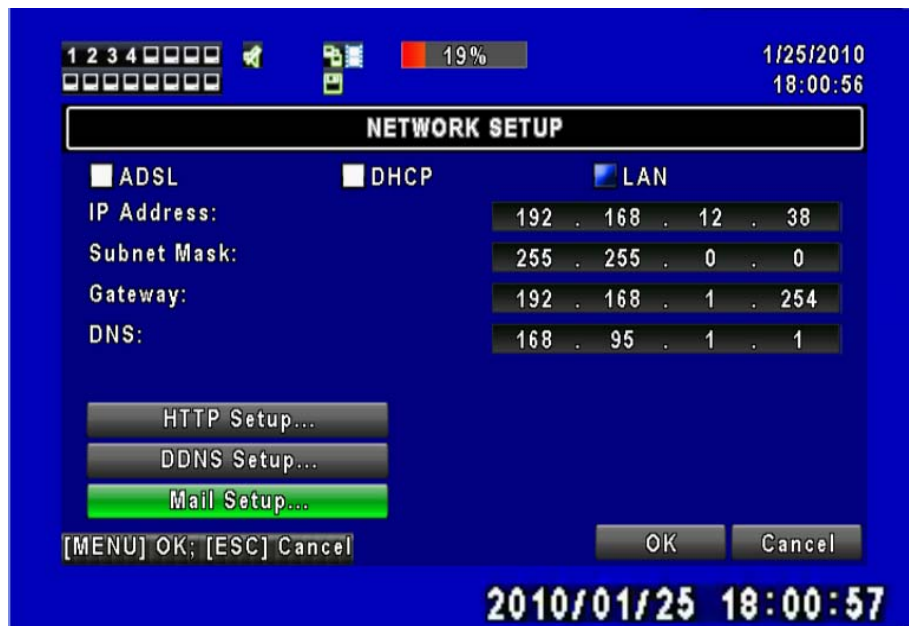 1 2 3 4
19%
1/25/2010
18:00:56
NETWORK SETUP
ADSL DHCP LAN
IP Address: 192 . 168 . 12 . 38
Subnet Mask: 255 . 255 . 0 . 0
Gateway: 192 . 168 . 1 . 254
DNS: 168 . 95 . 1 . 1
HTTP Setup...
DDNS Setup...
Mail Setup...
[MENU] OK; [ESC] Cancel
OK Cancel
2010/01/25 18:00:57